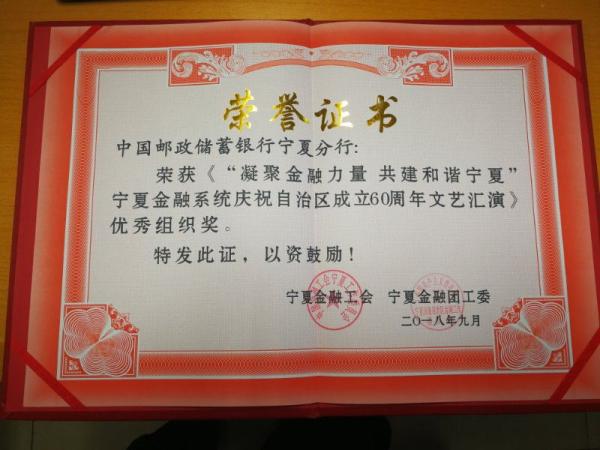 荣誉证书
中国邮政储蓄银行宁夏分行：
荣获《“凝聚金融力量 共建和谐宁夏”
宁夏金融系统庆祝自治区成立60周年文艺汇演》
优秀组织奖。
特发此证，以资鼓励！
宁夏金融工会 宁夏金融团工委
二〇一八年九月